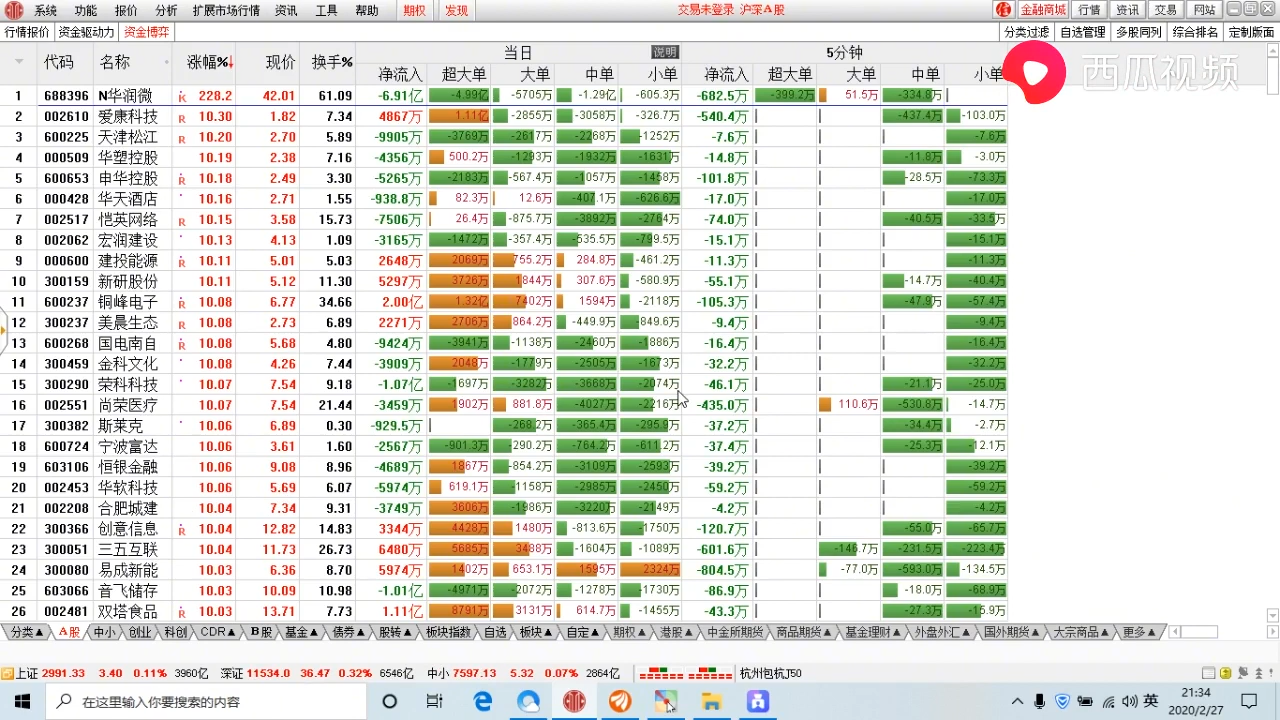 系统 功能 报价 分析 扩展市场行情 资讯 工具 帮助 期权 发现 交易未登录 沪深A股 金融商城 行情 资讯 交易 网站
行情报价 资金驱动力 资金博弈 分类过滤 自选管理 多股同列 综合排名 定制版面
西瓜视频
代码 名称 涨幅%↓ 现价 换手% 当日 说明 5分钟
净流入 超大单 大单 中单 小单 净流入 超大单 大单 中单 小单
1 688396 N华润微 K 228.2 42.01 61.09 -6.91亿 -4.99亿 -5705万 -1.29亿 -605.3万 -682.5万 -399.2万 51.5万 -334.8万
2 002610 爱康科技 R 10.30 1.82 7.34 4867万 1.11亿 -2855万 -3058万 -326.7万 -540.4万 -437.4万 -103.0万
3 600225 天津松江 R 10.20 2.70 5.89 -9905万 -3769万 -2617万 -2268万 -1252万 -7.6万 -7.6万
4 000509 华塑控股 10.19 2.38 7.16 -4356万 500.2万 -1293万 -1932万 -1631万 -14.8万 -11.8万 -3.0万
5 600653 申华控股 R 10.18 2.49 3.30 -5265万 -2183万 -567.4万 -1057万 -1458万 -101.8万 -28.5万 -73.3万
6 000428 华天酒店 10.16 2.71 1.55 -938.8万 82.3万 12.6万 -407.1万 -626.6万 -17.0万 -17.0万
7 002517 恺英网络 R 10.15 3.58 15.73 -7506万 26.4万 -875.7万 -3892万 -2764万 -74.0万 -40.5万 -33.5万
8 002062 宏润建设 10.13 4.13 1.09 -3165万 -1472万 -357.4万 -535.5万 -799.5万 -15.1万 -15.1万
9 000600 建投能源 R 10.11 5.01 5.03 2648万 2069万 755.2万 284.8万 -461.2万 -11.3万 -11.3万
10 300159 新研股份 10.11 5.12 11.30 5297万 3726万 1844万 307.6万 -580.9万 -55.1万 -14.7万 -40.4万
11 600237 铜峰电子 R 10.08 6.77 34.66 2.00亿 1.32亿 7402万 1594万 -2118万 -105.3万 -47.9万 -57.4万
12 300237 美晨生态 R 10.08 2.73 6.89 2271万 2706万 864.2万 -449.9万 -849.6万 -9.4万 -9.4万
13 600268 国电南自 R 10.08 5.68 4.80 -9424万 -3941万 -1138万 -2460万 -1886万 -16.4万 -16.4万
14 300459 金科文化 10.08 4.26 7.44 -3909万 2048万 -1779万 -2505万 -1673万 -32.2万 -32.2万
15 300290 荣科科技 10.07 7.54 9.18 -1.07亿 -1697万 -3282万 -3668万 -2074万 -46.1万 -21.1万 -25.0万
16 002551 尚荣医疗 10.07 7.54 21.44 -3459万 1902万 881.8万 -4027万 -2216万 -435.0万 110.6万 -530.8万 -14.7万
17 300382 斯莱克 10.06 6.89 0.30 -929.5万 -268.2万 -365.4万 -295.9万 -37.2万 -34.4万 -2.7万
18 600724 宁波富达 10.06 3.61 1.60 -2567万 -901.3万 -290.2万 -764.2万 -611.2万 -37.4万 -25.3万 -12.1万
19 603106 恒银金融 10.06 9.08 8.96 -4689万 1867万 -854.2万 -3109万 -2593万 -39.2万 -39.2万
20 002453 华软科技 10.06 5.69 6.07 -5974万 619.1万 -1158万 -2985万 -2450万 -59.2万 -59.2万
21 002208 合肥城建 10.04 7.34 9.31 -3749万 3606万 -1986万 -3220万 -2149万 -4.2万 -4.2万
22 300366 创意信息 R 10.04 12.82 14.83 3344万 4428万 1480万 -813.6万 -1750万 -120.7万 -55.0万 -65.7万
23 300051 三五互联 10.04 11.73 26.73 6480万 5685万 3488万 -1604万 -1089万 -601.6万 -146.7万 -231.5万 -223.4万
24 300080 易成新能 10.03 6.36 8.70 5974万 1402万 653.1万 1595万 2324万 -804.5万 -77.0万 -593.0万 -134.5万
25 603066 音飞储存 10.03 10.09 10.98 -1.01亿 -4971万 -2072万 -1278万 -1730万 -86.9万 -18.0万 -68.9万
26 002481 双塔食品 R 10.03 13.71 7.73 1.11亿 8791万 3131万 614.7万 -1455万 -43.3万 -27.3万 -15.9万
分类▲ A股 中小 创业 科创 CDR▲ B股 基金▲ 债券▲ 股转▲ 板块指数 自选 板块▲ 自定▲ 期权▲ 港股▲ 中金所期货 商品期货▲ 基金理财▲ 外盘外汇▲ 国外期货▲ 大宗商品▲ 更多▲
上证 2991.33 3.40 0.11% 3960亿 深证 11534.0 36.47 0.32% 6546亿 中小 7597.13 5.32 0.07% 2864亿 杭州包杭T50
在这里输入你要搜索的内容 英 21:34
2020/2/27